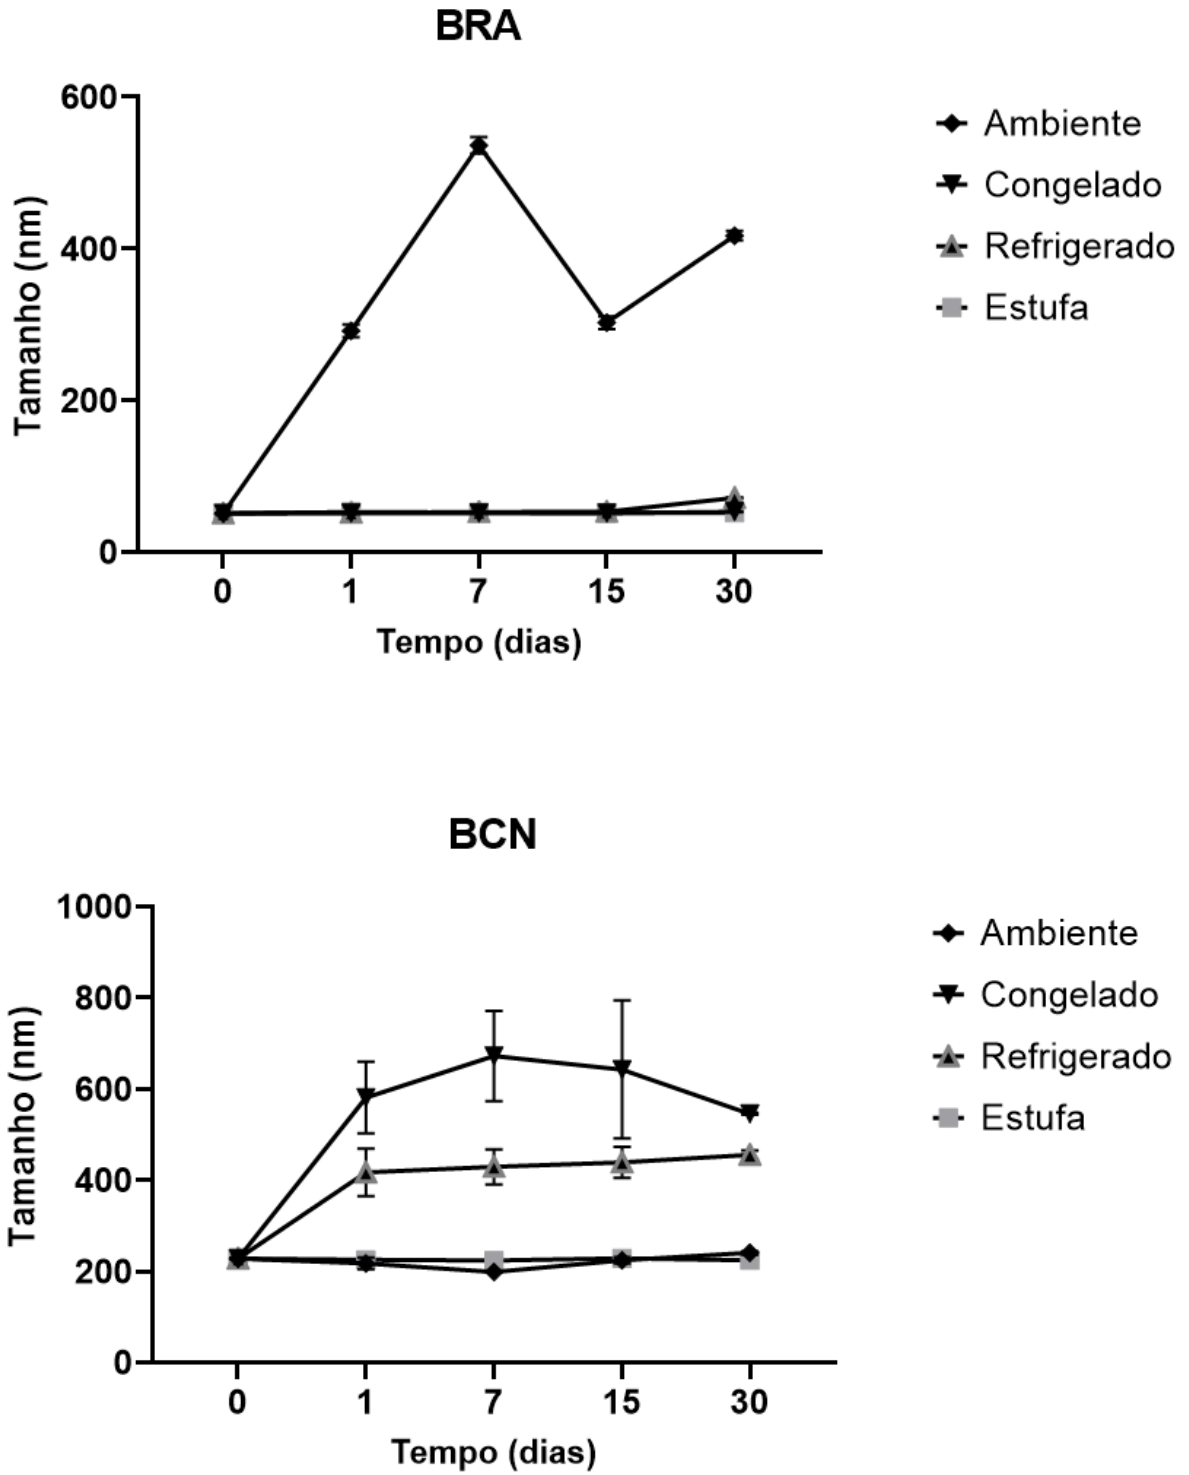 BRA
600
400
200
0
Tamanho (nm)
0 1 7 15 30
Tempo (dias)
Ambiente
Congelado
Refrigerado
Estufa
BCN
1000
800
600
400
200
0
Tamanho (nm)
0 1 7 15 30
Tempo (dias)
Ambiente
Congelado
Refrigerado
Estufa